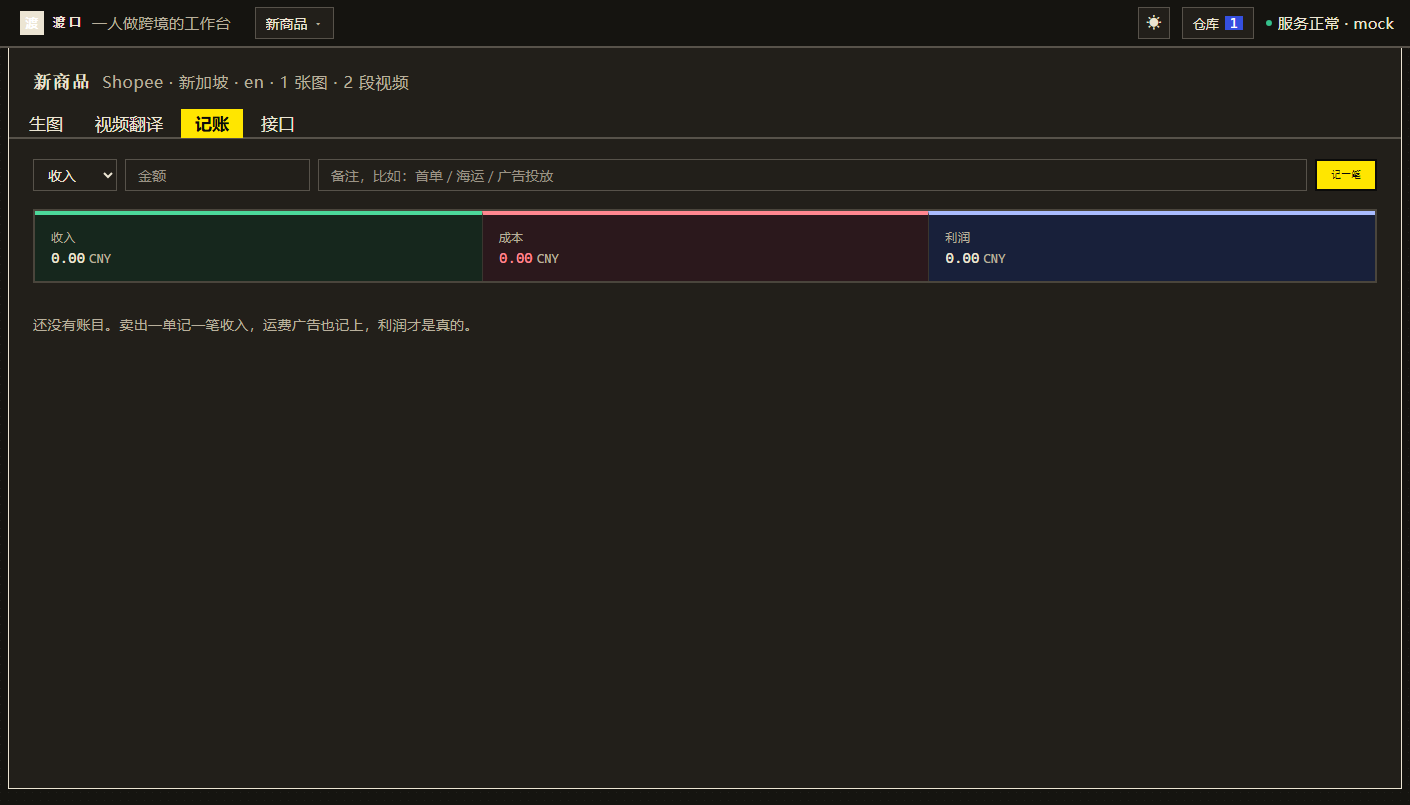 渡 渡口 一人做跨境的工作台 新商品 仓库 1 服务正常 · mock
新商品 Shopee · 新加坡 · en · 1 张图 · 2 段视频
生图 视频翻译 记账 接口
收入 金额 备注，比如：首单 / 海运 / 广告投放 记一笔
收入 成本 利润
0.00 CNY 0.00 CNY 0.00 CNY
还没有账目。卖出一单记一笔收入，运费广告也记上，利润才是真的。